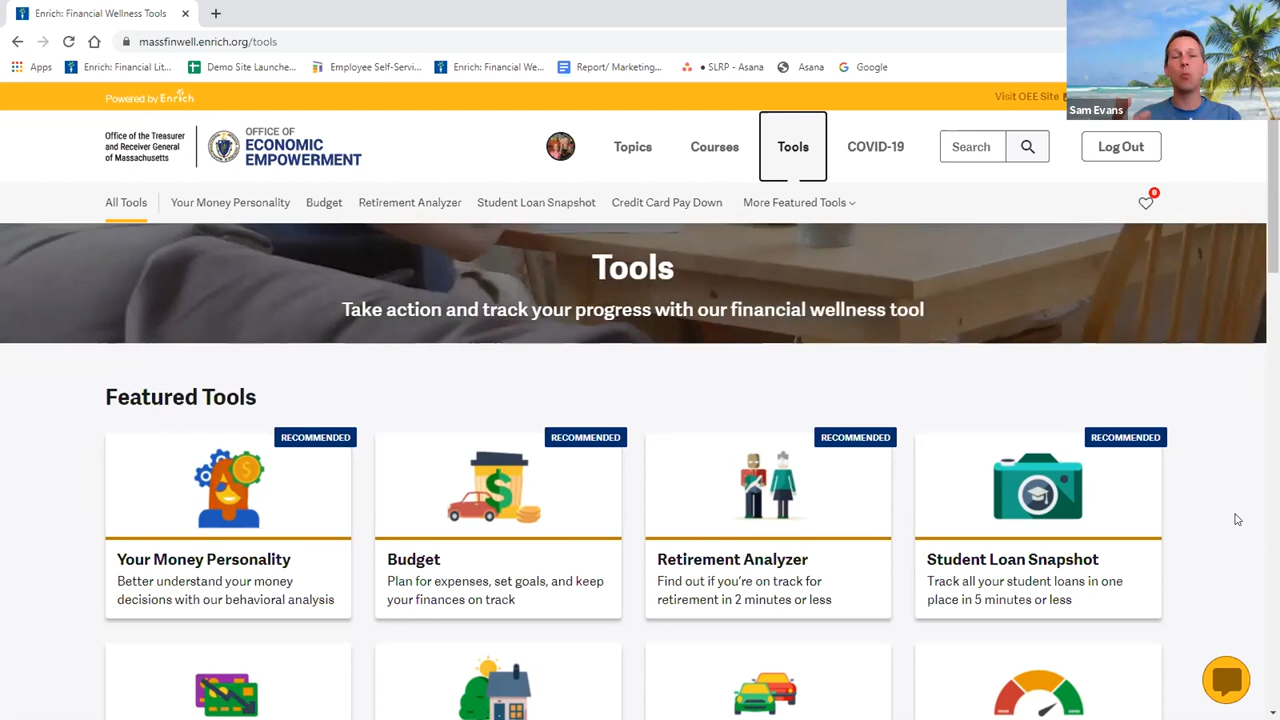 Enrich: Financial Wellness Tools
massfinwell.enrich.org/tools
Apps
Enrich: Financial Lit...
Demo Site Launche...
Employee Self-Servi...
Enrich Financial We...
Report/ Marketing...
• SLRP - Asana
Asana
Google
Sam Evans
Powered by Enrich
Visit OEE Site
Office of the Treasurer
and Receiver General
of Massachusetts
OFFICE OF
ECONOMIC
EMPOWERMENT
Topics
Courses
Tools
COVID-19
Search
Log Out
All Tools
Your Money Personality
Budget
Retirement Analyzer
Student Loan Snapshot
Credit Card Pay Down
More Featured Tools
0
Tools
Take action and track your progress with our financial wellness tool
Featured Tools
RECOMMENDED
RECOMMENDED
RECOMMENDED
RECOMMENDED
Your Money Personality
Better understand your money
decisions with our behavioral analysis
Budget
Plan for expenses, set goals, and keep
your finances on track
Retirement Analyzer
Find out if you're on track for
retirement in 2 minutes or less
Student Loan Snapshot
Track all your student loans in one
place in 5 minutes or less